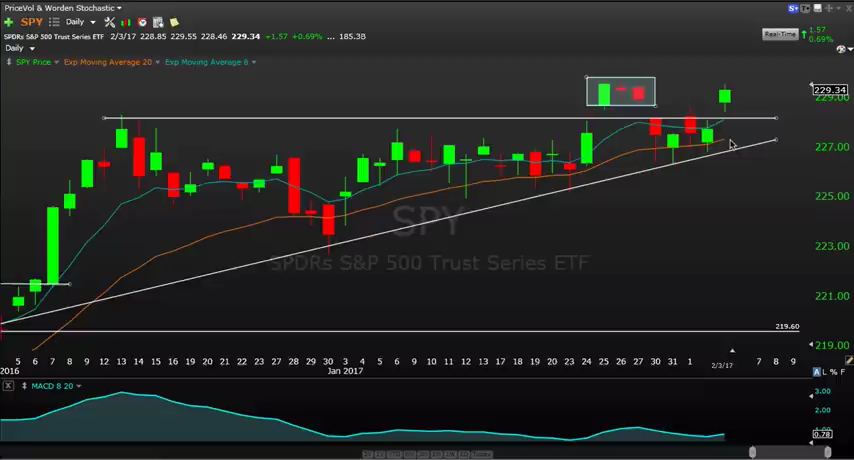 PriceVol & Worden Stochastic
SPY Daily
SPDRs S&P 500 Trust Series ETF 2/3/17 228.85 229.55 228.46 229.34 +1.57 +0.69% ... 185.3B
Real-Time 1.57 0.69%
Daily
SPY Price Exp Moving Average 20 Exp Moving Average 8
229.34
229.00
227.00
225.00
SPY
223.00
SPDRs S&P 500 Trust Series ETF
221.00
219.60
219.00
5 6 7 8 9 12 13 14 15 16 19 20 21 22 23 27 28 29 30 3 4 5 6 9 10 11 12 13 17 18 19 20 23 24 25 26 27 30 31 1 7 8 9
2016 Jan 2017 2/3/17
A L % F
X MACD 8 20
3.00
2.00
0.78